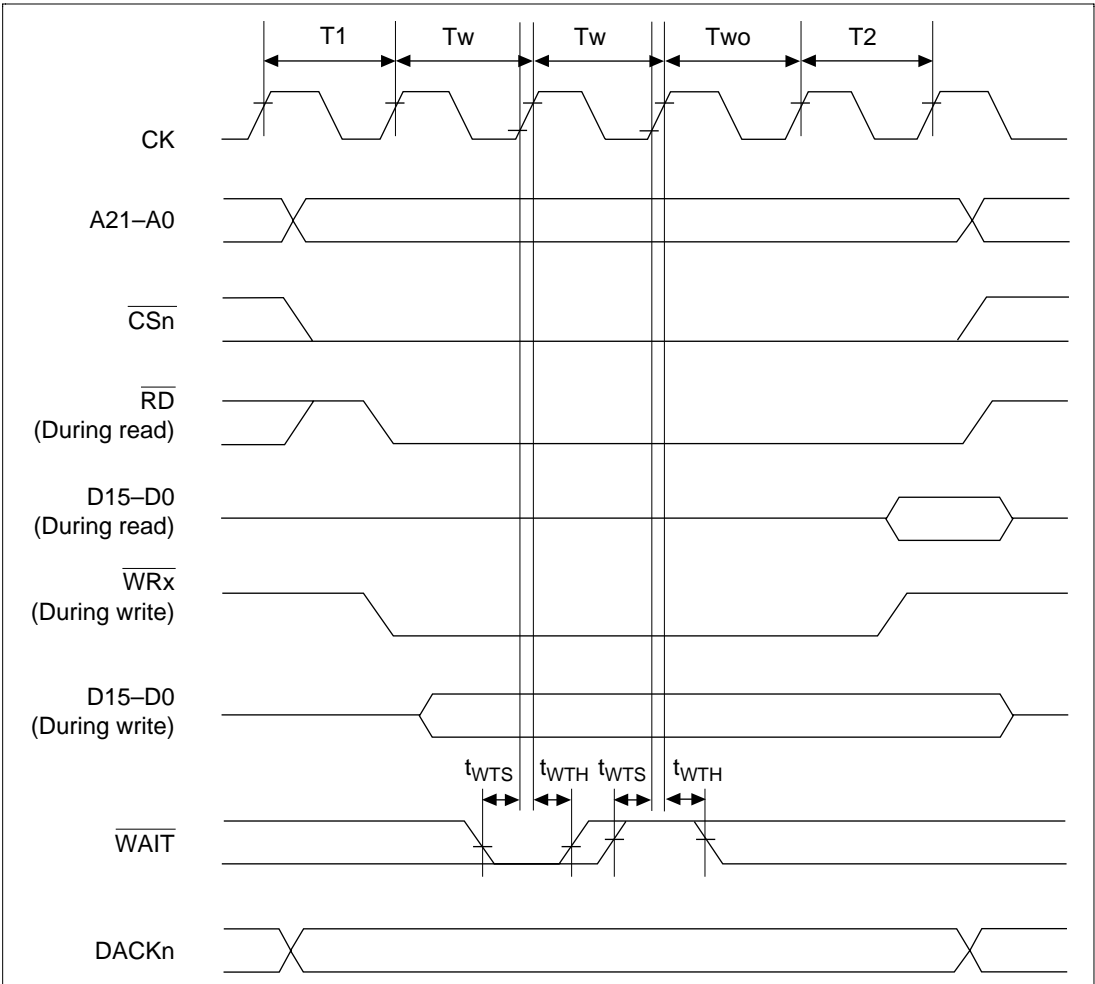 T1 Tw Tw Two T2
CK
A21–A0
CSn
RD
(During read)
D15–D0
(During read)
WRx
(During write)
D15–D0
(During write)
tWTS tWTH tWTS tWTH
WAIT
DACKn